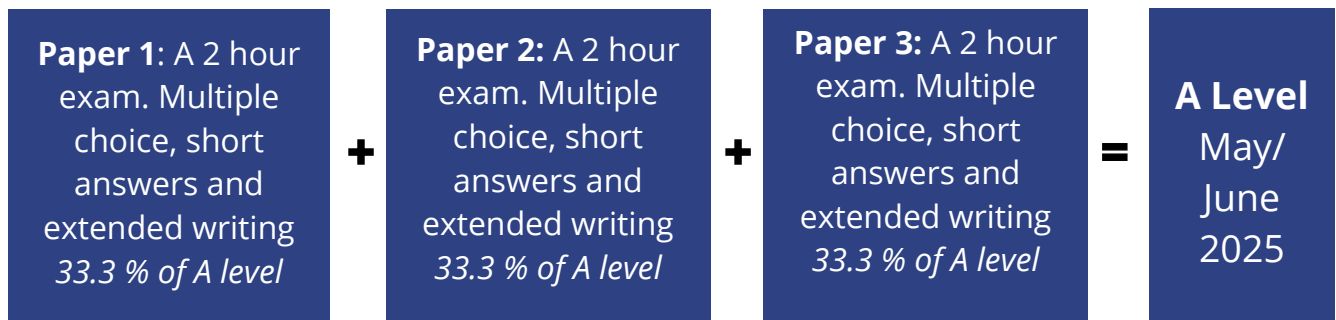 Paper 1: A 2 hour
exam. Multiple
choice, short
answers and
extended writing
33.3 % of A level
+
Paper 2: A 2 hour
exam. Multiple
choice, short
answers and
extended writing
33.3 % of A level
+
Paper 3: A 2 hour
exam. Multiple
choice, short
answers and
extended writing
33.3 % of A level
=
A Level
May/
June
2025